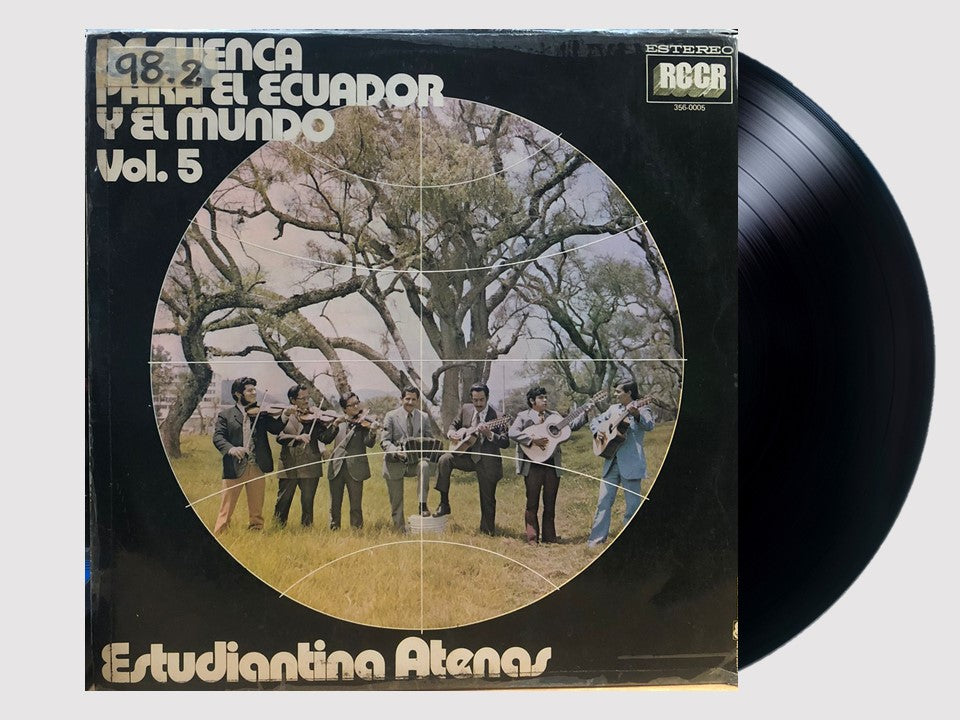 DE CUENCA
98.2
PARA EL ECUADOR
Y EL MUNDO
Vol. 5
ESTEREO
RCCR
356-0005
Estudiantina Atenas